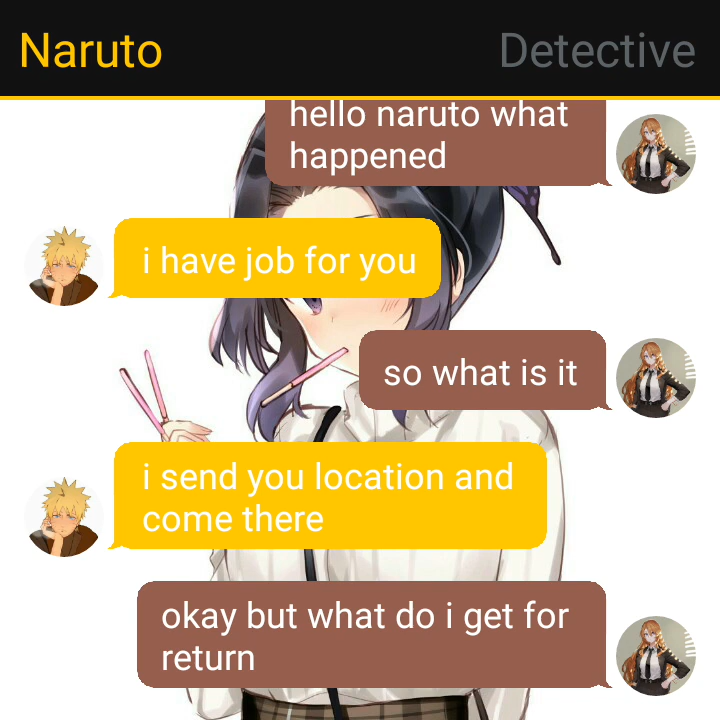 Naruto
Detective
hello naruto what
happened
i have job for you
so what is it
i send you location and
come there
okay but what do i get for
return